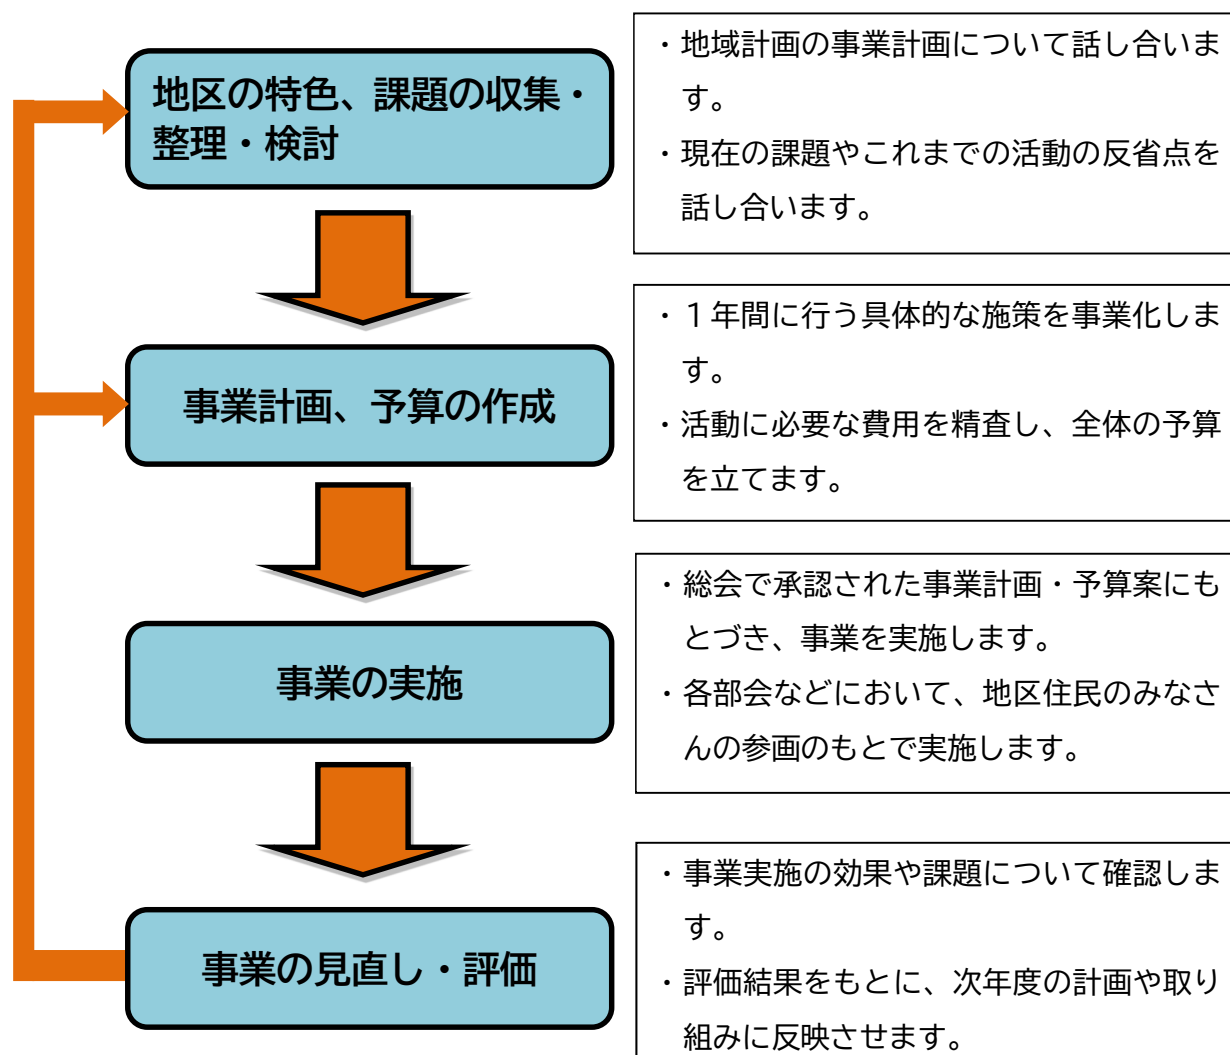 地区の特色、課題の収集・
整理・検討
・地域計画の事業計画について話し合いま
す。
・現在の課題やこれまでの活動の反省点を
話し合います。
事業計画、予算の作成
・１年間に行う具体的な施策を事業化しま
す。
・活動に必要な費用を精査し、全体の予算
を立てます。
事業の実施
・総会で承認された事業計画・予算案にも
とづき、事業を実施します。
・各部会などにおいて、地区住民のみなさ
んの参画のもとで実施します。
事業の見直し・評価
・事業実施の効果や課題について確認しま
す。
・評価結果をもとに、次年度の計画や取り
組みに反映させます。